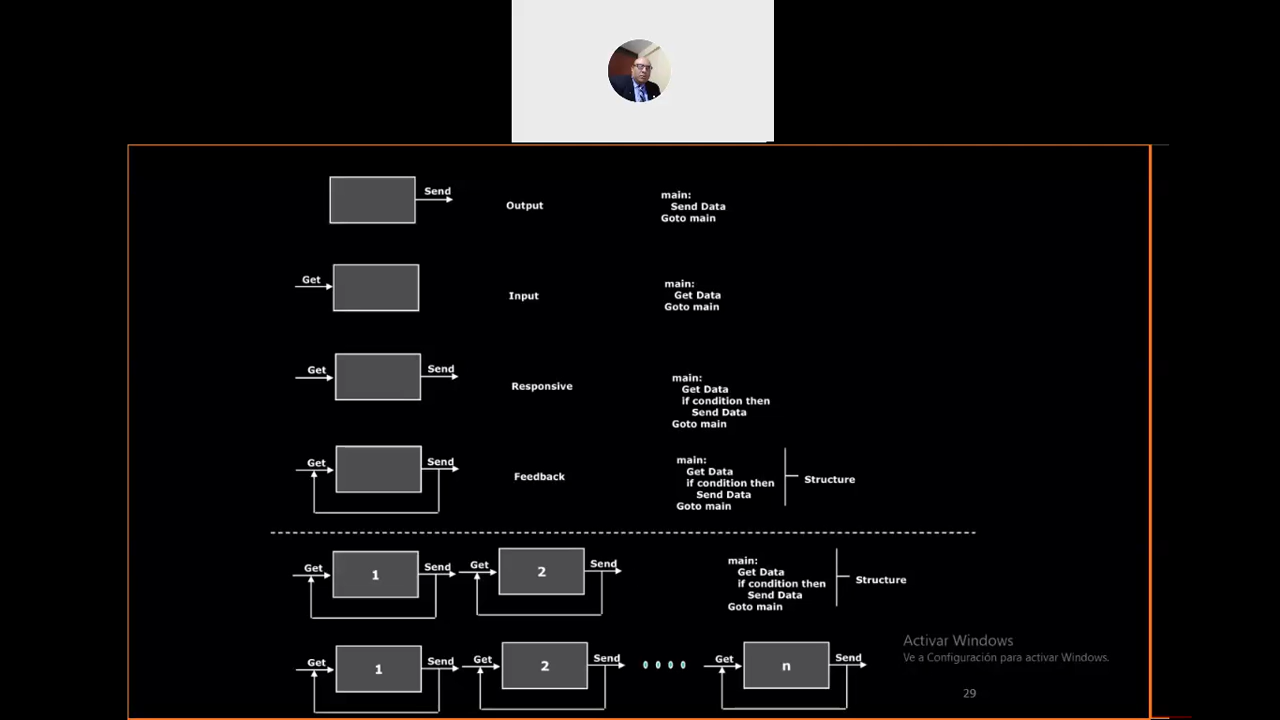 Send
Output
main:
Send Data
Goto main
Get
Input
main:
Get Data
Goto main
Get
Send
Responsive
main:
Get Data
if condition then
Send Data
Goto main
Get
Send
Feedback
main:
Get Data
if condition then
Send Data
Goto main
Structure
Get
1
Send
Get
2
Send
main:
Get Data
if condition then
Send Data
Goto main
Structure
Get
1
Send
Get
2
Send
Get
n
Send
Activar Windows
Ve a Configuración para activar Windows.
29